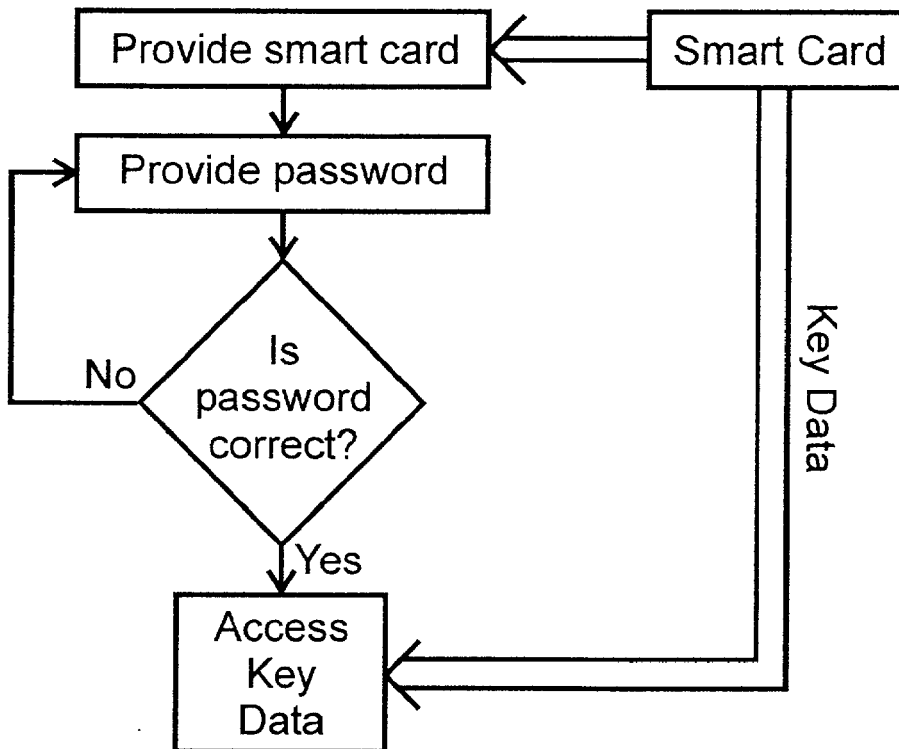 Provide smart card
Smart Card
Provide password
Is
password
correct?
No
Yes
Key Data
Access
Key
Data